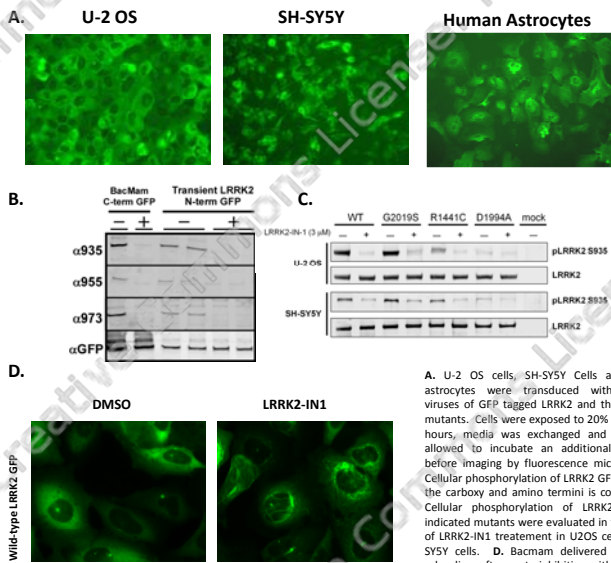 A.
U-2 OS
SH-SY5Y
Human Astrocytes
B.
BacMam
C-term GFP
Transient LRRK2
N-term GFP
– + – +
α935
α955
α973
αGFP
C.
WT G2019S R1441C D1994A mock
LRRK2-IN-1 (3 µM) – + – + – + – + –
U-2 OS
pLRRK2 S935
LRRK2
SH-SY5Y
pLRRK2 S935
LRRK2
D.
DMSO
LRRK2-IN1
Wild-type LRRK2 GFP
A. U-2 OS cells, SH-SY5Y Cells a
astrocytes were transduced with
viruses of GFP tagged LRRK2 and th
mutants. Cells were exposed to 20%
hours, media was exchanged and
allowed to incubate an additional
before imaging by fluorescence mic
Cellular phosphorylation of LRRK2 GF
the carboxy and amino termini is co
Cellular phosphorylation of LRRK
indicated mutants were evaluated in
of LRRK2-IN1 treatement in U2OS ce
SY5Y cells. D. Bacmam delivered
Creative Commons License